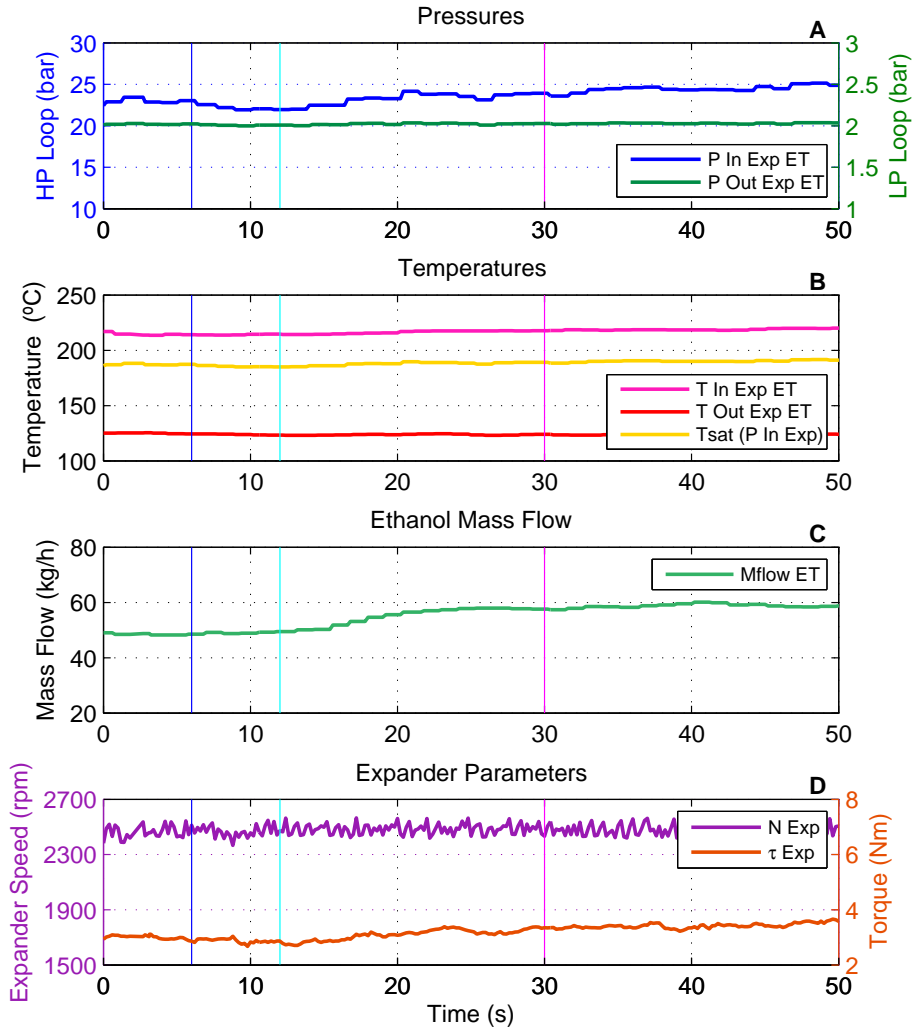 Pressures
A
HP Loop (bar)
30
25
20
15
10
3
2.5
2
1.5
1
LP Loop (bar)
P In Exp ET
P Out Exp ET
0 10 20 30 40 50
Temperatures
B
Temperature (ºC)
250
200
150
100
T In Exp ET
T Out Exp ET
Tsat (P In Exp)
0 10 20 30 40 50
Ethanol Mass Flow
C
Mass Flow (kg/h)
80
60
40
20
Mflow ET
0 10 20 30 40 50
Expander Parameters
D
Expander Speed (rpm)
2700
2300
1900
1500
8
6
4
2
Torque (Nm)
N Exp
τ Exp
0 10 20 30 40 50
Time (s)